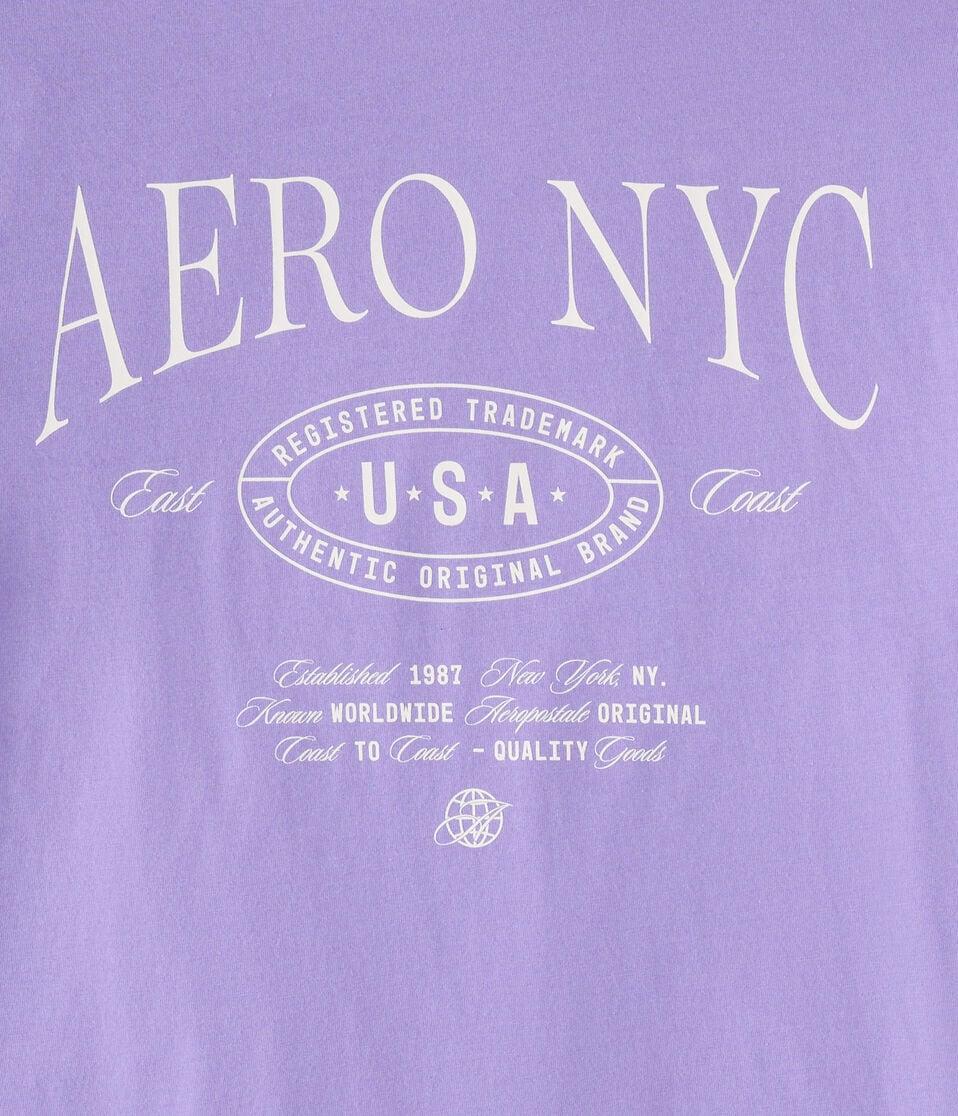 AERO NYC
REGISTERED TRADEMARK
East ★ U ★ S ★ A ★ Coast
AUTHENTIC ORIGINAL BRAND
Established 1987 New York, NY.
Known WORLDWIDE Aeropostale ORIGINAL
Coast TO Coast - QUALITY Goods
A